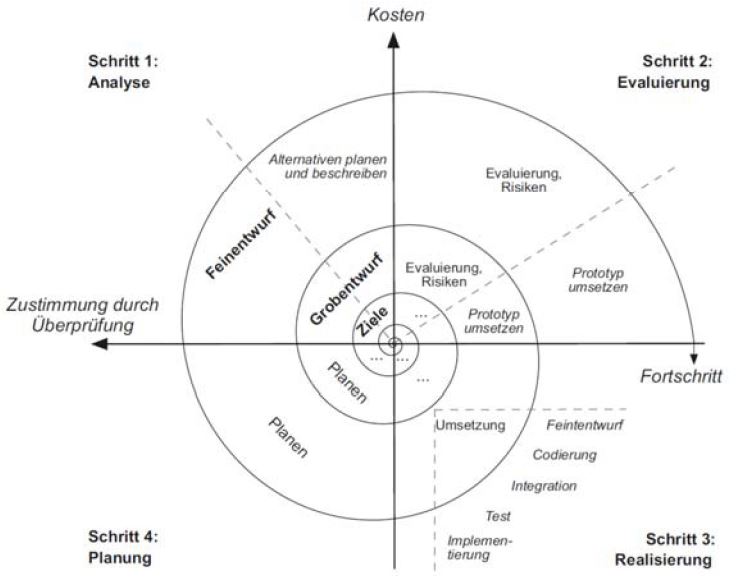 Kosten
Schritt 1:
Analyse
Schritt 2:
Evaluierung
Alternativen planen
und beschreiben
Evaluierung,
Risiken
Feinentwurf
Grobentwurf
Ziele
Evaluierung,
Risiken
Prototyp
umsetzen
...
Prototyp
umsetzen
Zustimmung durch
Überprüfung
Fortschritt
...
...
...
Planen
Planen
Umsetzung
Feintentwurf
Codierung
Integration
Test
Implemen-
tierung
Schritt 4:
Planung
Schritt 3:
Realisierung